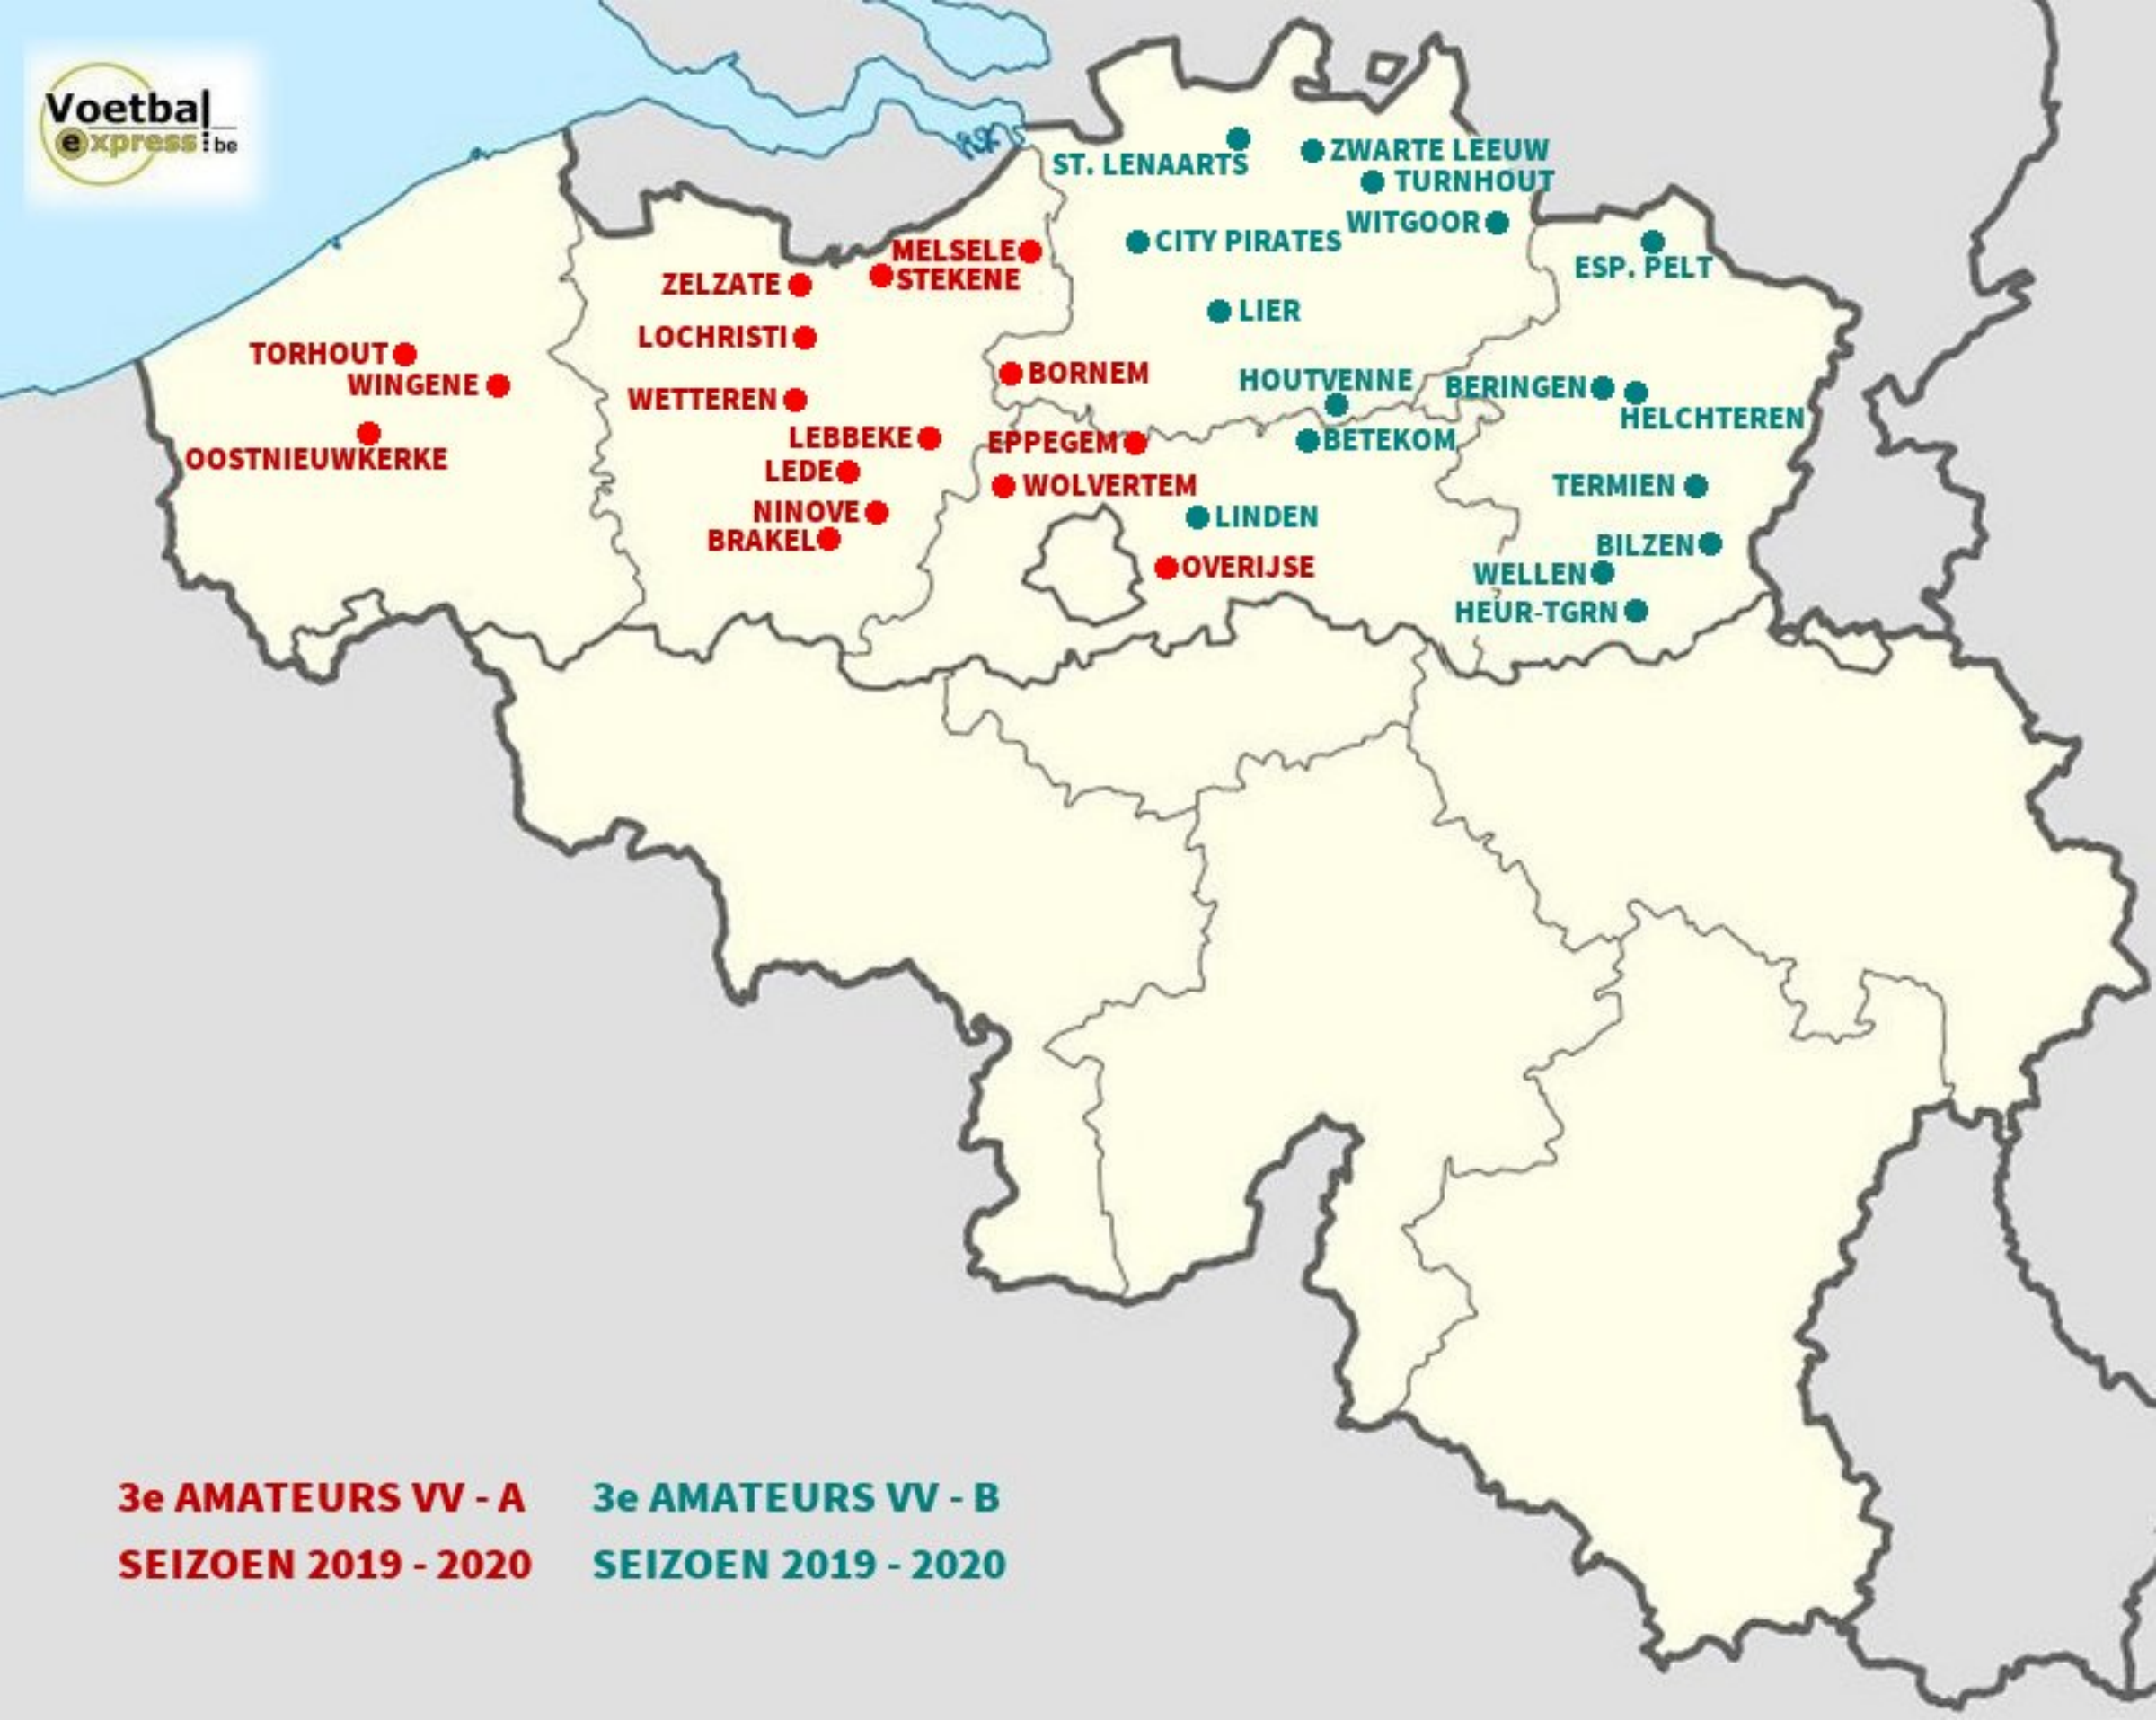 Voetbal
express.be
ST. LENAARTS
ZWARTE LEEUW
TURNHOUT
WITGOOR
CITY PIRATES
MELSELE
STEKENE
ESP. PELT
ZELZATE
LIER
LOCHRISTI
TORHOUT
WINGENE
BORNEM
HOUTVENNE
BERINGEN
WETTEREN
HELCHTEREN
LEBBEKE
EPPEGEM
BETEKOM
OOSTNIEUWKERKE
LEDE
WOLVERTEM
TERMIEN
NINOVE
LINDEN
BRAKEL
BILZEN
OVERIJSE
WELLEN
HEUR-TGRN
3e AMATEURS VV - A
SEIZOEN 2019 - 2020
3e AMATEURS VV - B
SEIZOEN 2019 - 2020